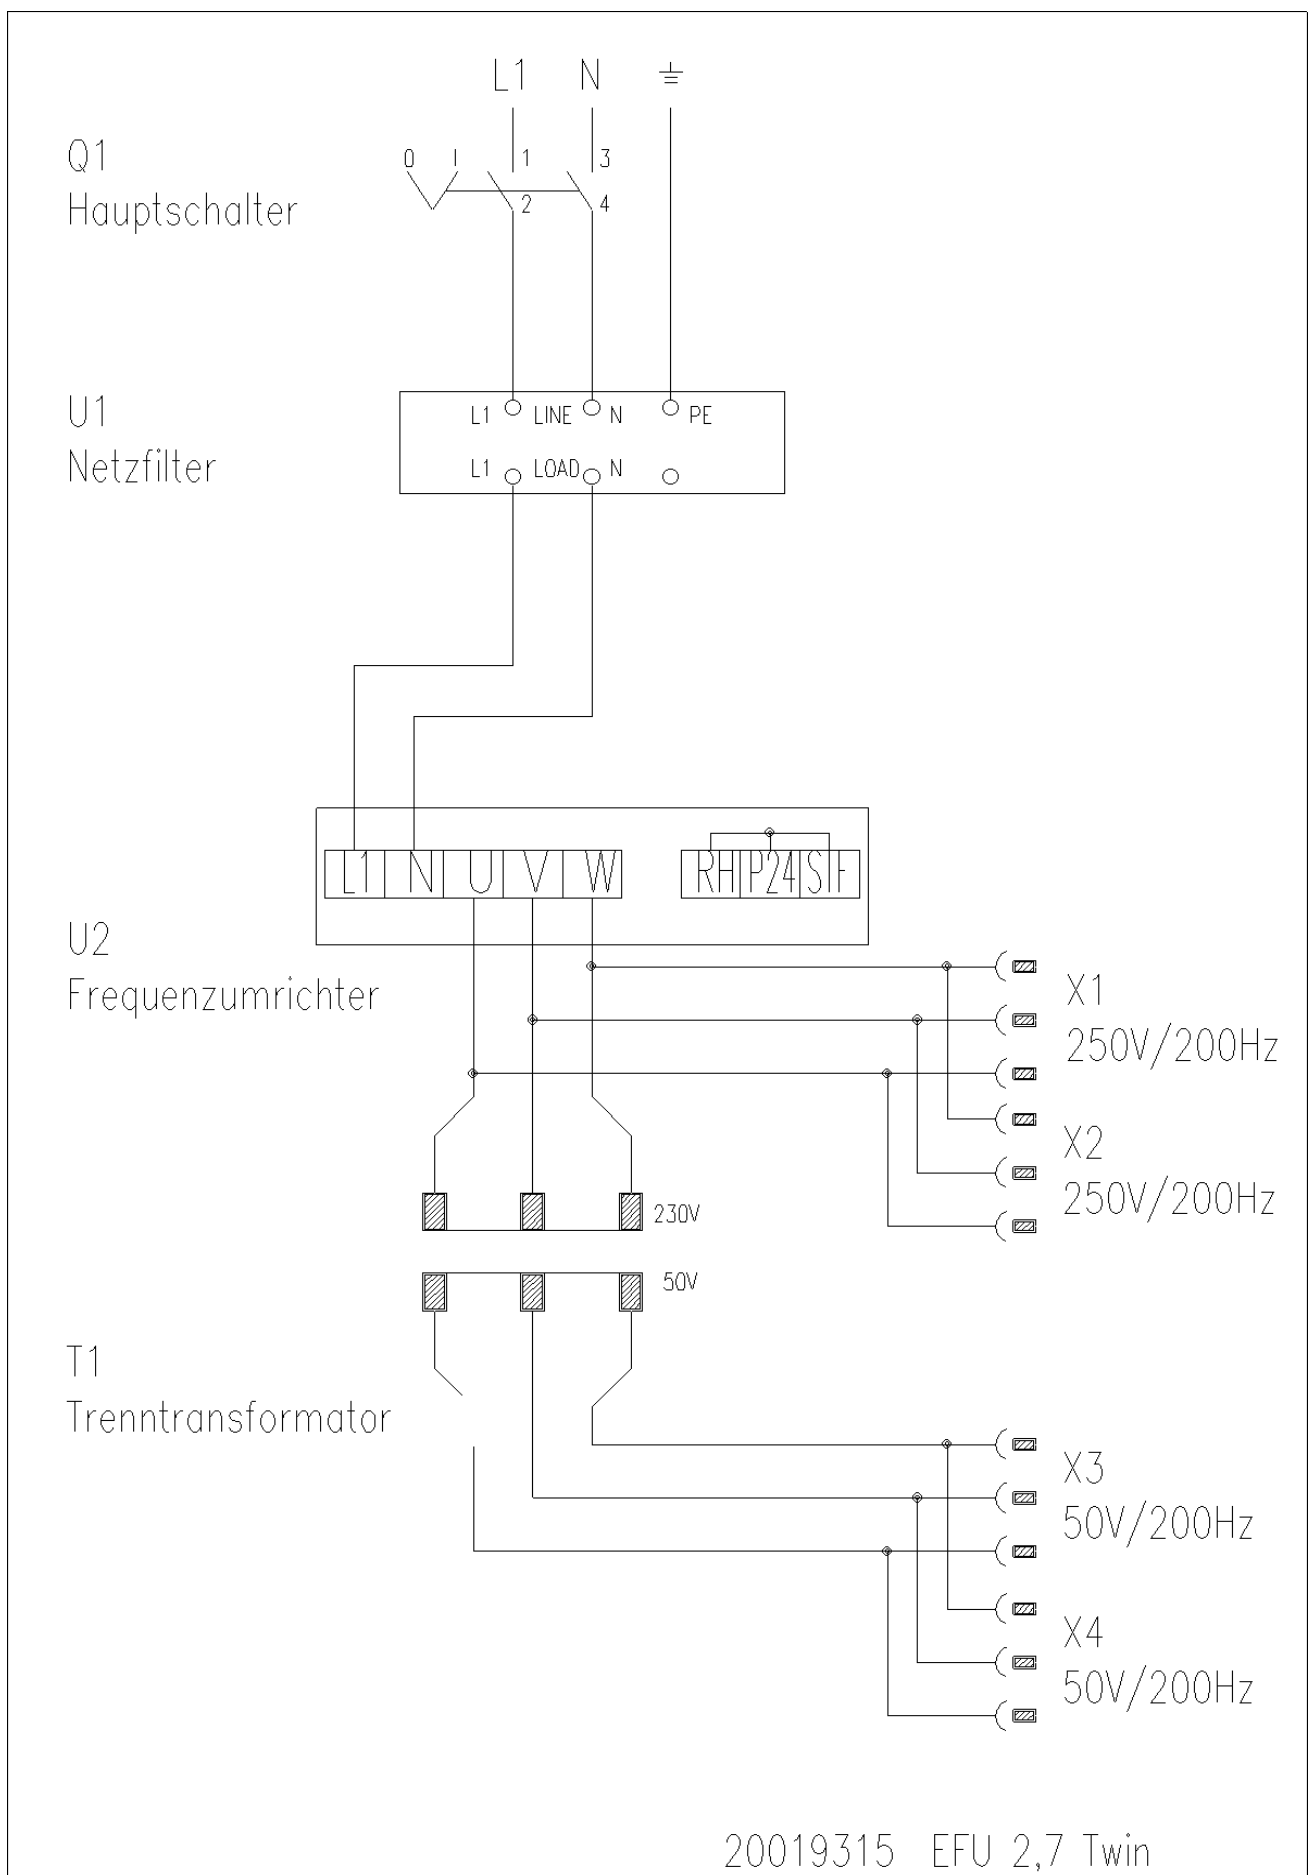 L1 N
Q1
Hauptschalter
0 I 1 3
2 4
U1
Netzfilter
L1 LINE N PE
L1 LOAD N
L1 N U V W RH P24 STF
U2
Frequenzumrichter
X1
250V/200Hz
X2
250V/200Hz
230V
50V
T1
Trenntransformator
X3
50V/200Hz
X4
50V/200Hz
20019315 EFU 2,7 Twin